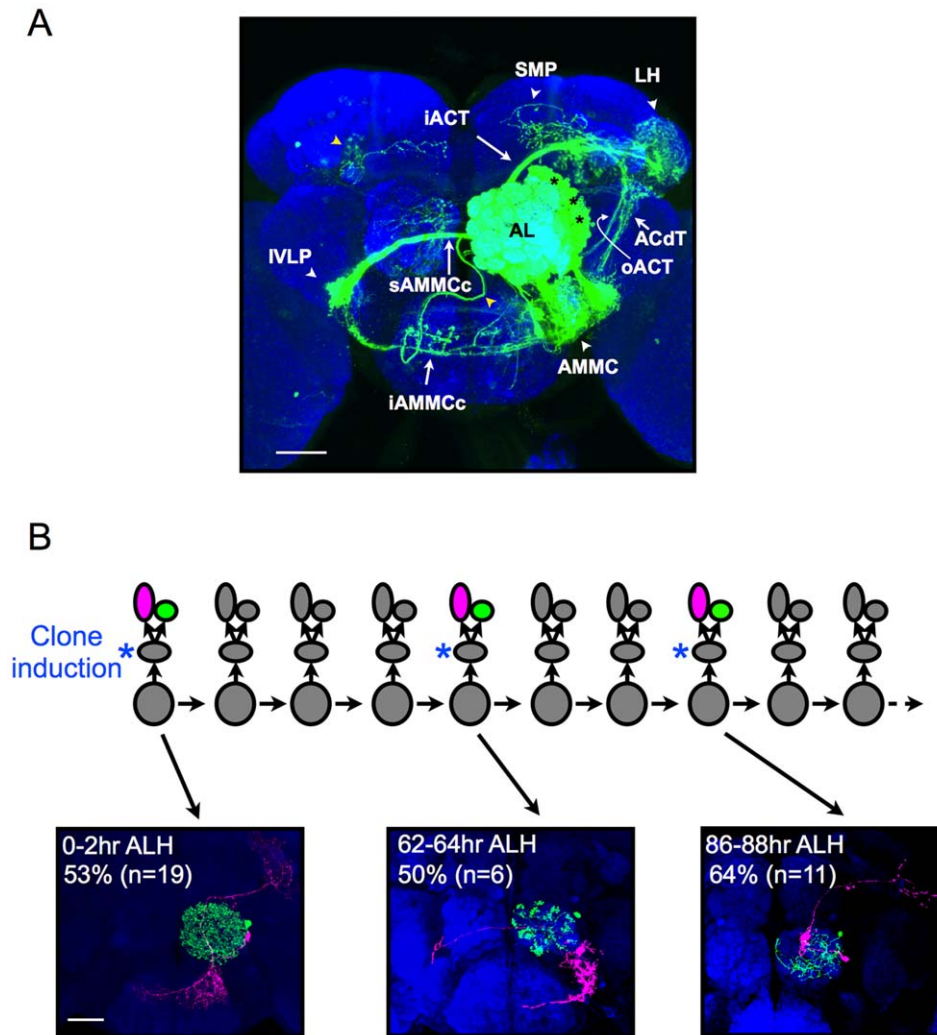 A
SMP
LH
iACT
* * *
AL
IVLP
ACdT
oACT
sAMMCc
AMMC
iAMMCc
B
Clone
induction
* * *
0-2hr ALH
53% (n=19)
62-64hr ALH
50% (n=6)
86-88hr ALH
64% (n=11)